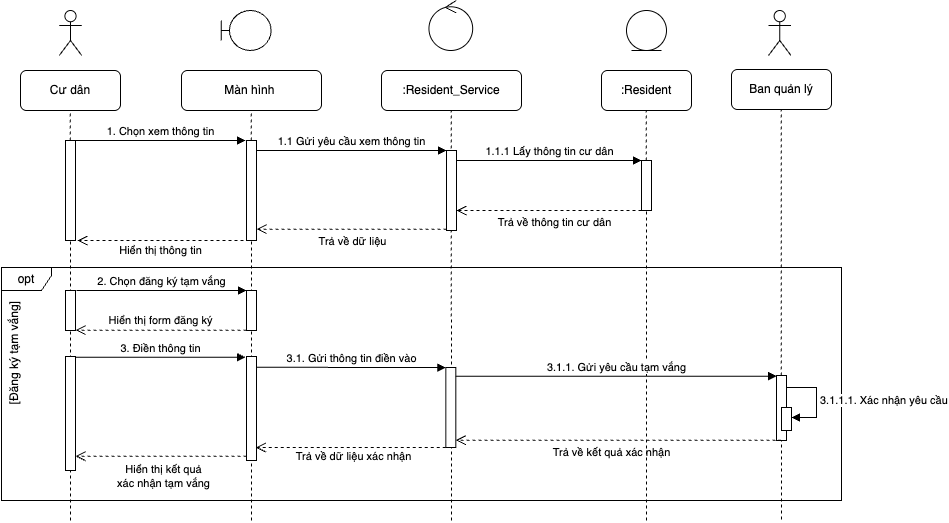 Cư dân
Màn hình
:Resident_Service
:Resident
Ban quản lý
1. Chọn xem thông tin
1.1 Gửi yêu cầu xem thông tin
1.1.1 Lấy thông tin cư dân
Trả về thông tin cư dân
Trả về dữ liệu
Hiển thị thông tin
opt
[Đăng ký tạm vắng]
2. Chọn đăng ký tạm vắng
Hiển thị form đăng ký
3. Điền thông tin
3.1. Gửi thông tin điền vào
3.1.1. Gửi yêu cầu tạm vắng
3.1.1.1. Xác nhận yêu cầu
Trả về kết quả xác nhận
Trả về dữ liệu xác nhận
Hiển thị kết quả
xác nhận tạm vắng